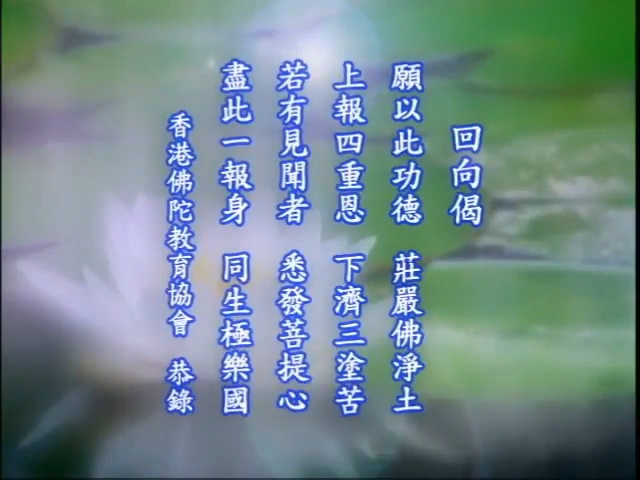 回向偈
願以此功德　莊嚴佛淨土
上報四重恩　下濟三塗苦
若有見聞者　悉發菩提心
盡此一報身　同生極樂國
香港佛陀教育協會　恭錄